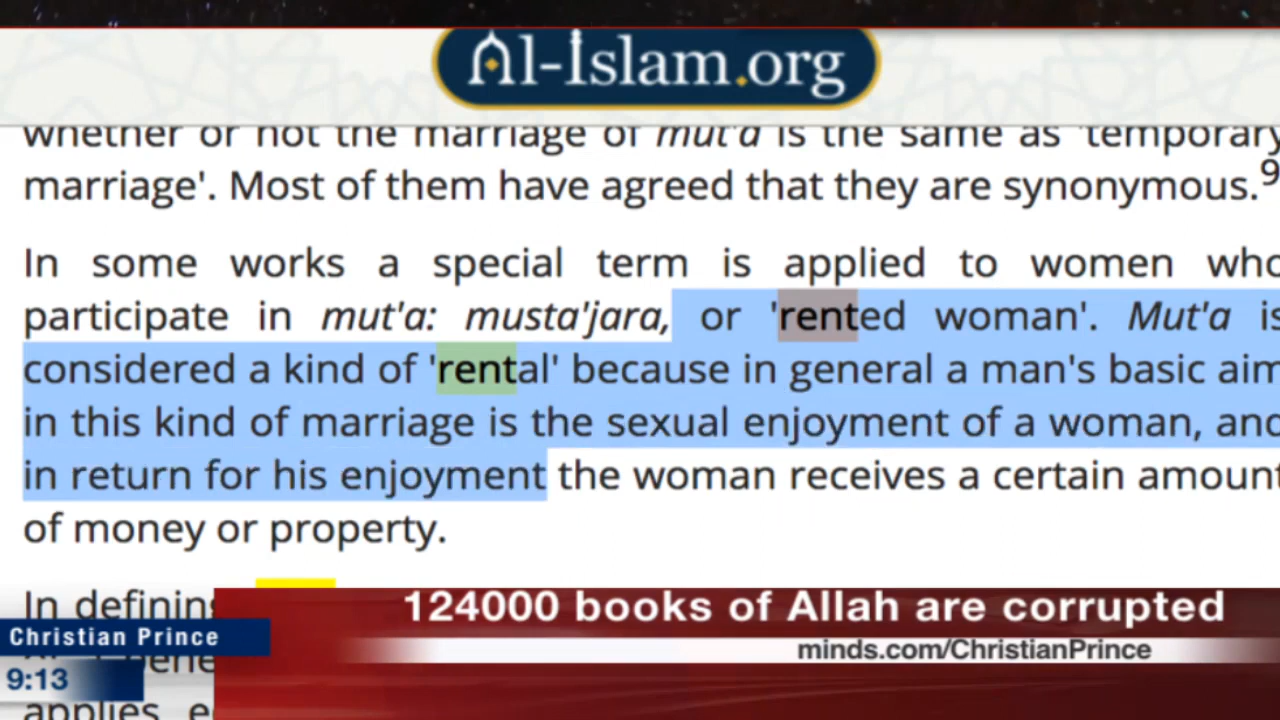 Al-Islam.org
whether or not the marriage of mut'a is the same as 'temporary
marriage'. Most of them have agreed that they are synonymous.9
In some works a special term is applied to women who
participate in mut'a: musta'jara, or 'rented woman'. Mut'a is
considered a kind of 'rental' because in general a man's basic aim
in this kind of marriage is the sexual enjoyment of a woman, and
in return for his enjoyment the woman receives a certain amount
of money or property.
In defining
124000 books of Allah are corrupted
Christian Prince
minds.com/ChristianPrince
9:13
applies